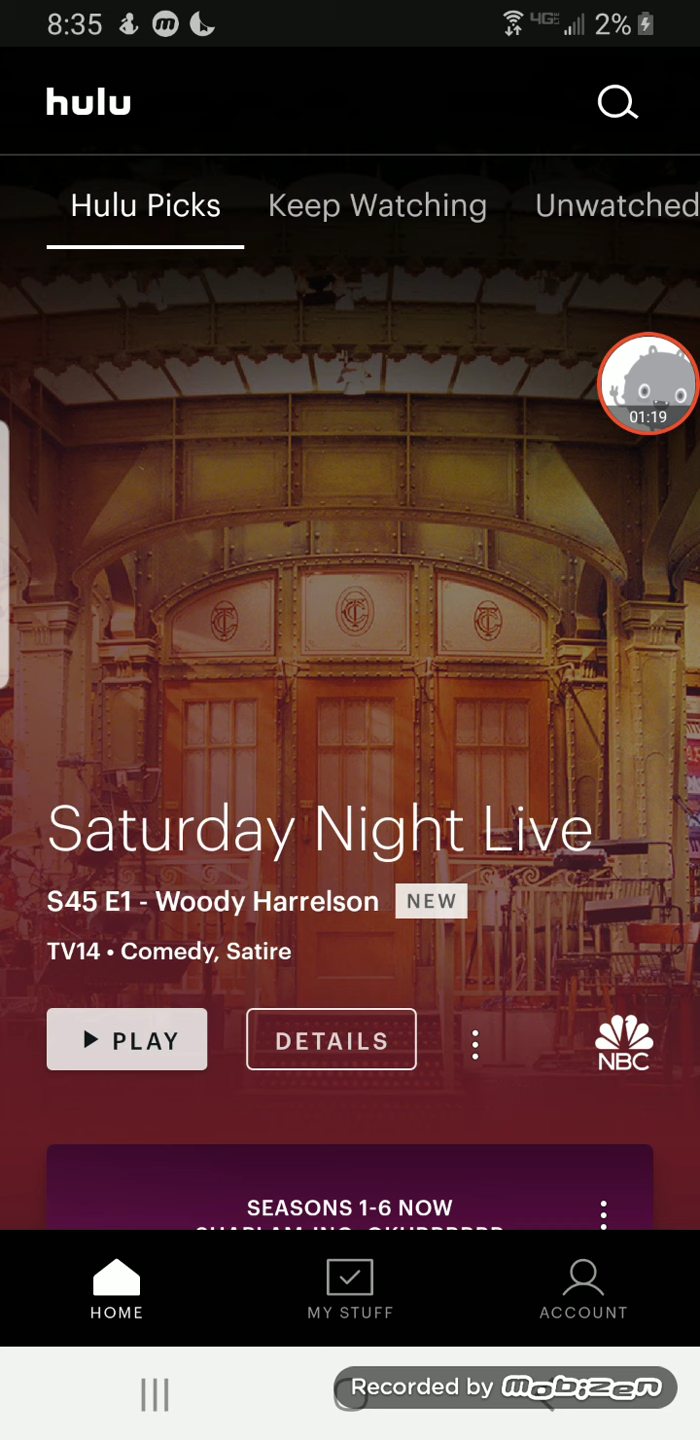 8:35 4GE 2%
hulu
Hulu Picks Keep Watching Unwatched
01:19
Saturday Night Live
S45 E1 - Woody Harrelson NEW
TV14 • Comedy, Satire
PLAY DETAILS NBC
SEASONS 1-6 NOW
HOME MY STUFF ACCOUNT
Recorded by mobizen